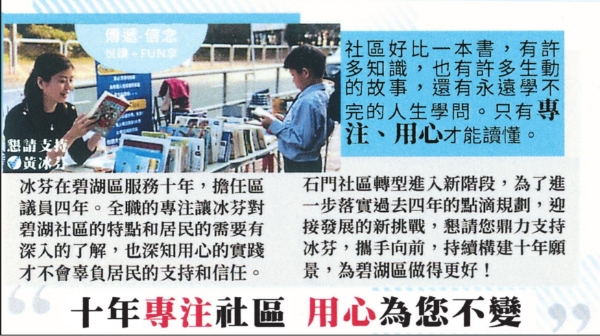 傳遞·信念
悅讀·FUN享
懇請支持
黃冰芬
社區好比一本書，有許
多知識，也有許多生動
的故事，還有永遠學不
完的人生學問。只有專
注、用心才能讀懂。
冰芬在碧湖區服務十年，擔任區
議員四年。全職的專注讓冰芬對
碧湖社區的特點和居民的需要有
深入的了解，也深知用心的實踐
才不會辜負居民的支持和信任。
石門社區轉型進入新階段，為了進
一步落實過去四年的點滴規劃，迎
接發展的新挑戰，懇請您鼎力支持
冰芬，攜手向前，持續構建十年願
景，為碧湖區做得更好！
“十年專注社區 用心為您不變”